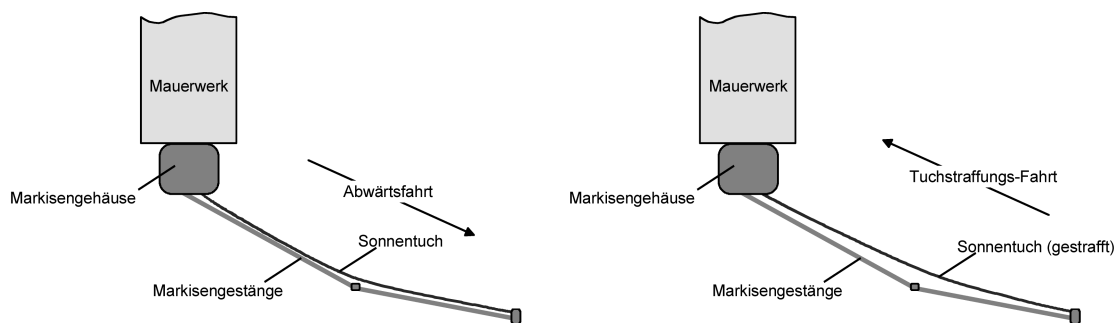 Mauerwerk
Markisengehäuse
Abwärtsfahrt
Sonnentuch
Markisengestänge
Mauerwerk
Markisengehäuse
Tuchstraffungs-Fahrt
Sonnentuch (gestrafft)
Markisengestänge